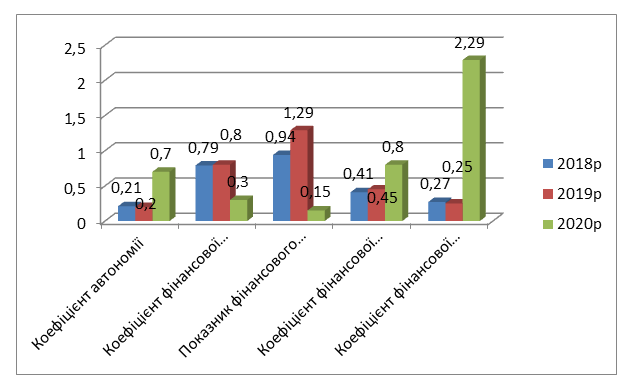 2,5
2
1,5
1
0,5
0
0,21
0,2
0,7
0,79
0,8
0,3
0,94
1,29
0,15
0,41
0,45
0,8
0,27
0,25
2,29
Коефіцієнт автономії
Коефіцієнт фінансової...
Показник фінансового...
Коефіцієнт фінансової...
Коефіцієнт фінансової...
2018р
2019р
2020р